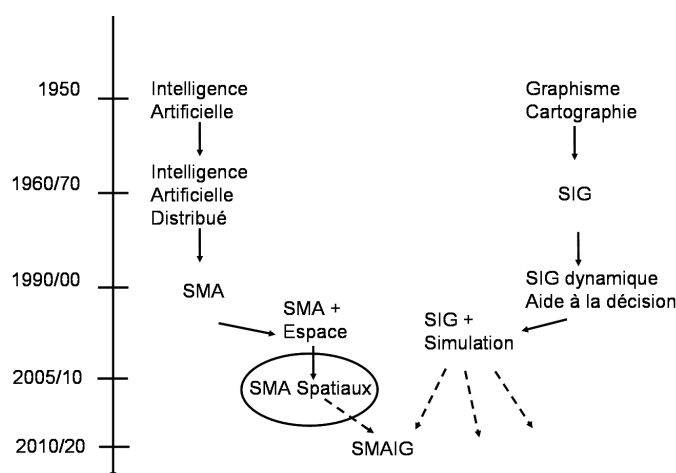 1950
Intelligence
Artificielle
Graphisme
Cartographie
1960/70
Intelligence
Artificielle
Distribué
SIG
1990/00
SMA
SIG dynamique
Aide à la décision
SMA +
Espace
SIG +
Simulation
2005/10
SMA Spatiaux
2010/20
SMAIG